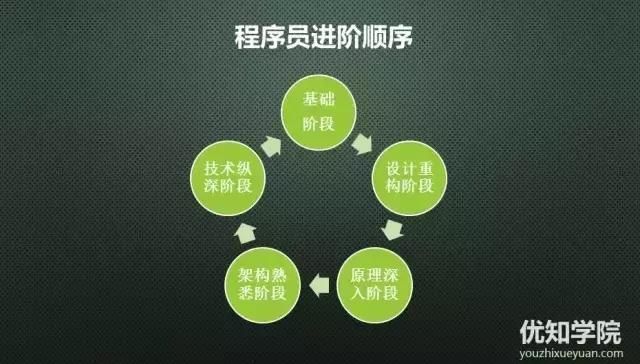 程序员进阶顺序
基础
阶段
设计重
构阶段
原理深
入阶段
架构熟
悉阶段
技术纵
深阶段
优知学院
youzhixueyuan.com